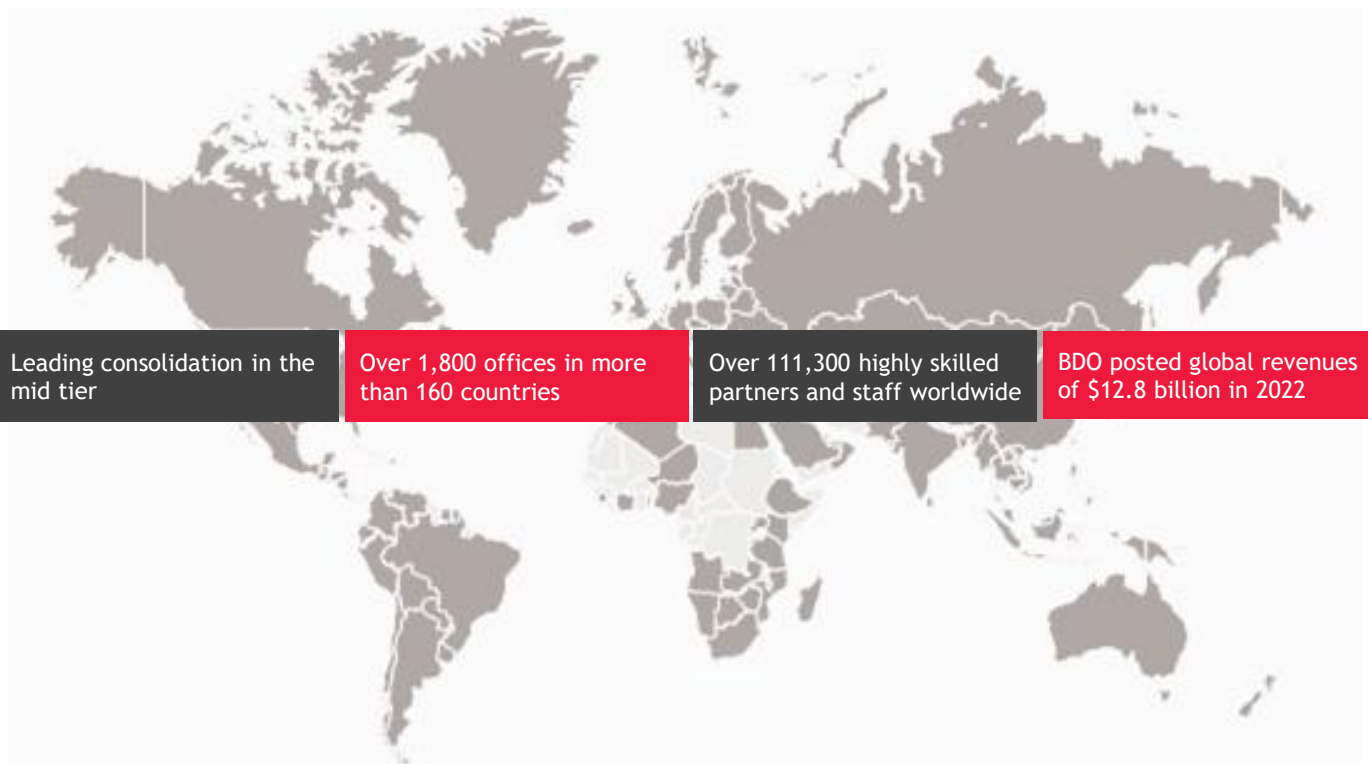 Leading consolidation in the
mid tier
Over 1,800 offices in more
than 160 countries
Over 111,300 highly skilled
partners and staff worldwide
BDO posted global revenues
of $12.8 billion in 2022